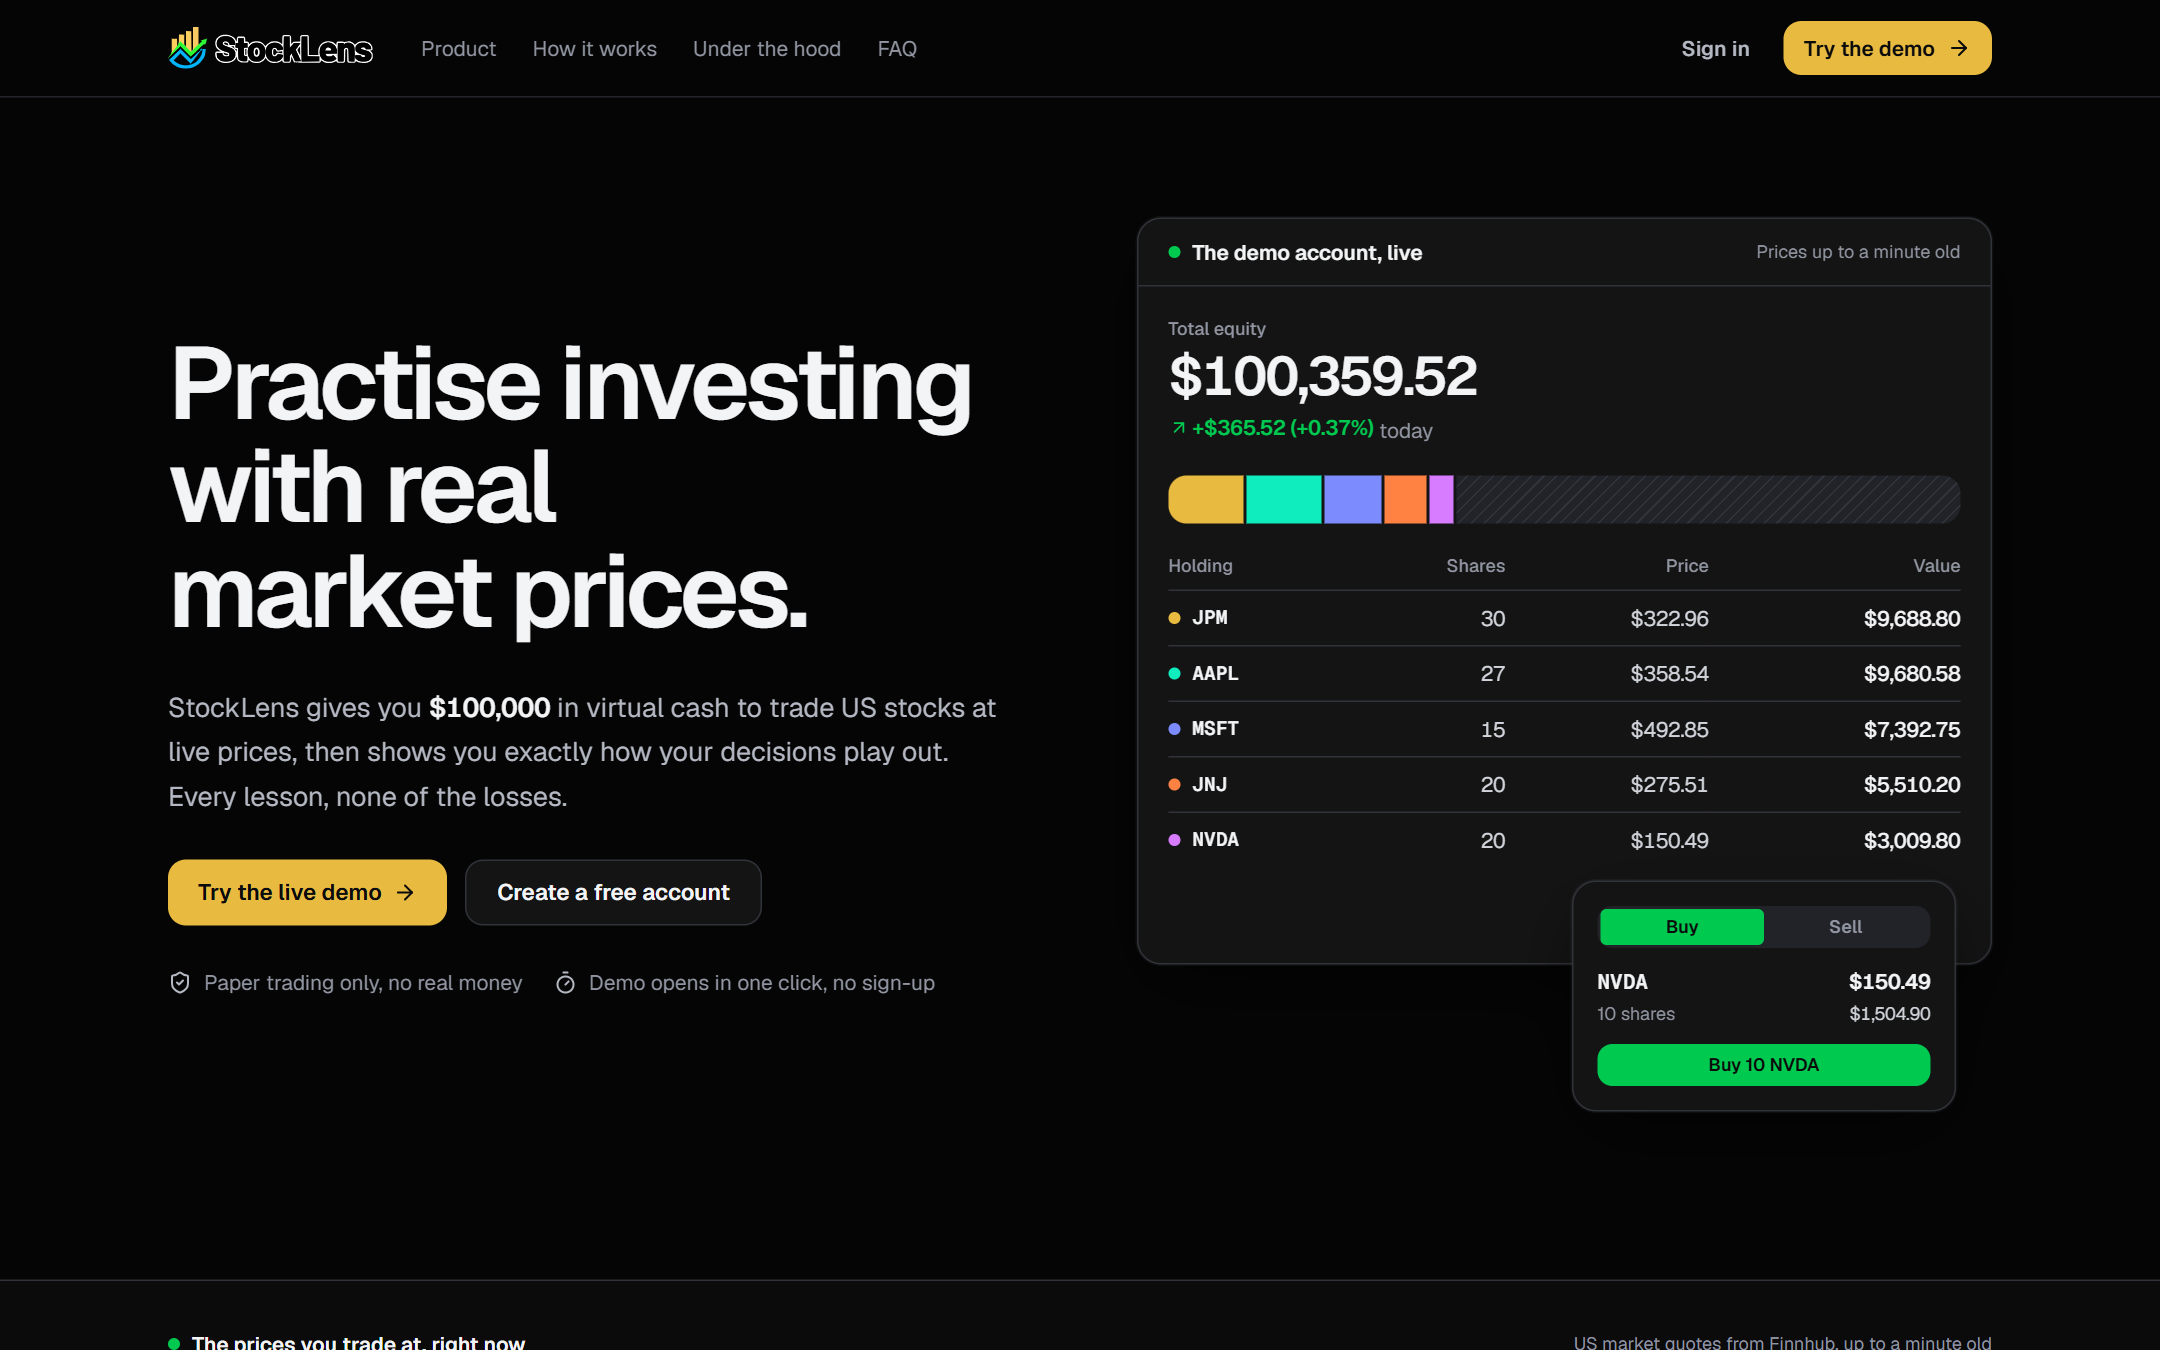 StockLens
Product
How it works
Under the hood
FAQ
Sign in
Try the demo
Practise investing
with real
market prices.
StockLens gives you $100,000 in virtual cash to trade US stocks at
live prices, then shows you exactly how your decisions play out.
Every lesson, none of the losses.
Try the live demo
Create a free account
Paper trading only, no real money
Demo opens in one click, no sign-up
The demo account, live
Prices up to a minute old
Total equity
$100,359.52
+$365.52 (+0.37%) today
Holding Shares Price Value
JPM 30 $322.96 $9,688.80
AAPL 27 $358.54 $9,680.58
MSFT 15 $492.85 $7,392.75
JNJ 20 $275.51 $5,510.20
NVDA 20 $150.49 $3,009.80
Buy Sell
NVDA $150.49
10 shares $1,504.90
Buy 10 NVDA
The prices you trade at, right now
US market quotes from Finnhub, up to a minute old